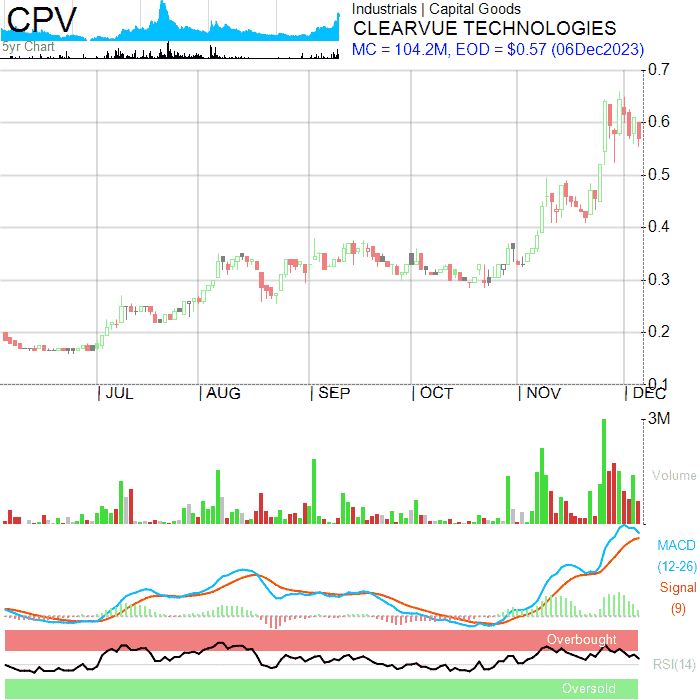 CPV
5yr Chart
Industrials | Capital Goods
CLEARVUE TECHNOLOGIES
MC = 104.2M, EOD = $0.57 (06Dec2023)
0.7
0.6
0.5
0.4
0.3
0.2
0.1
JUL AUG SEP OCT NOV DEC
3M
Volume
MACD
(12-26)
Signal
(9)
Overbought
RSI(14)
Oversold